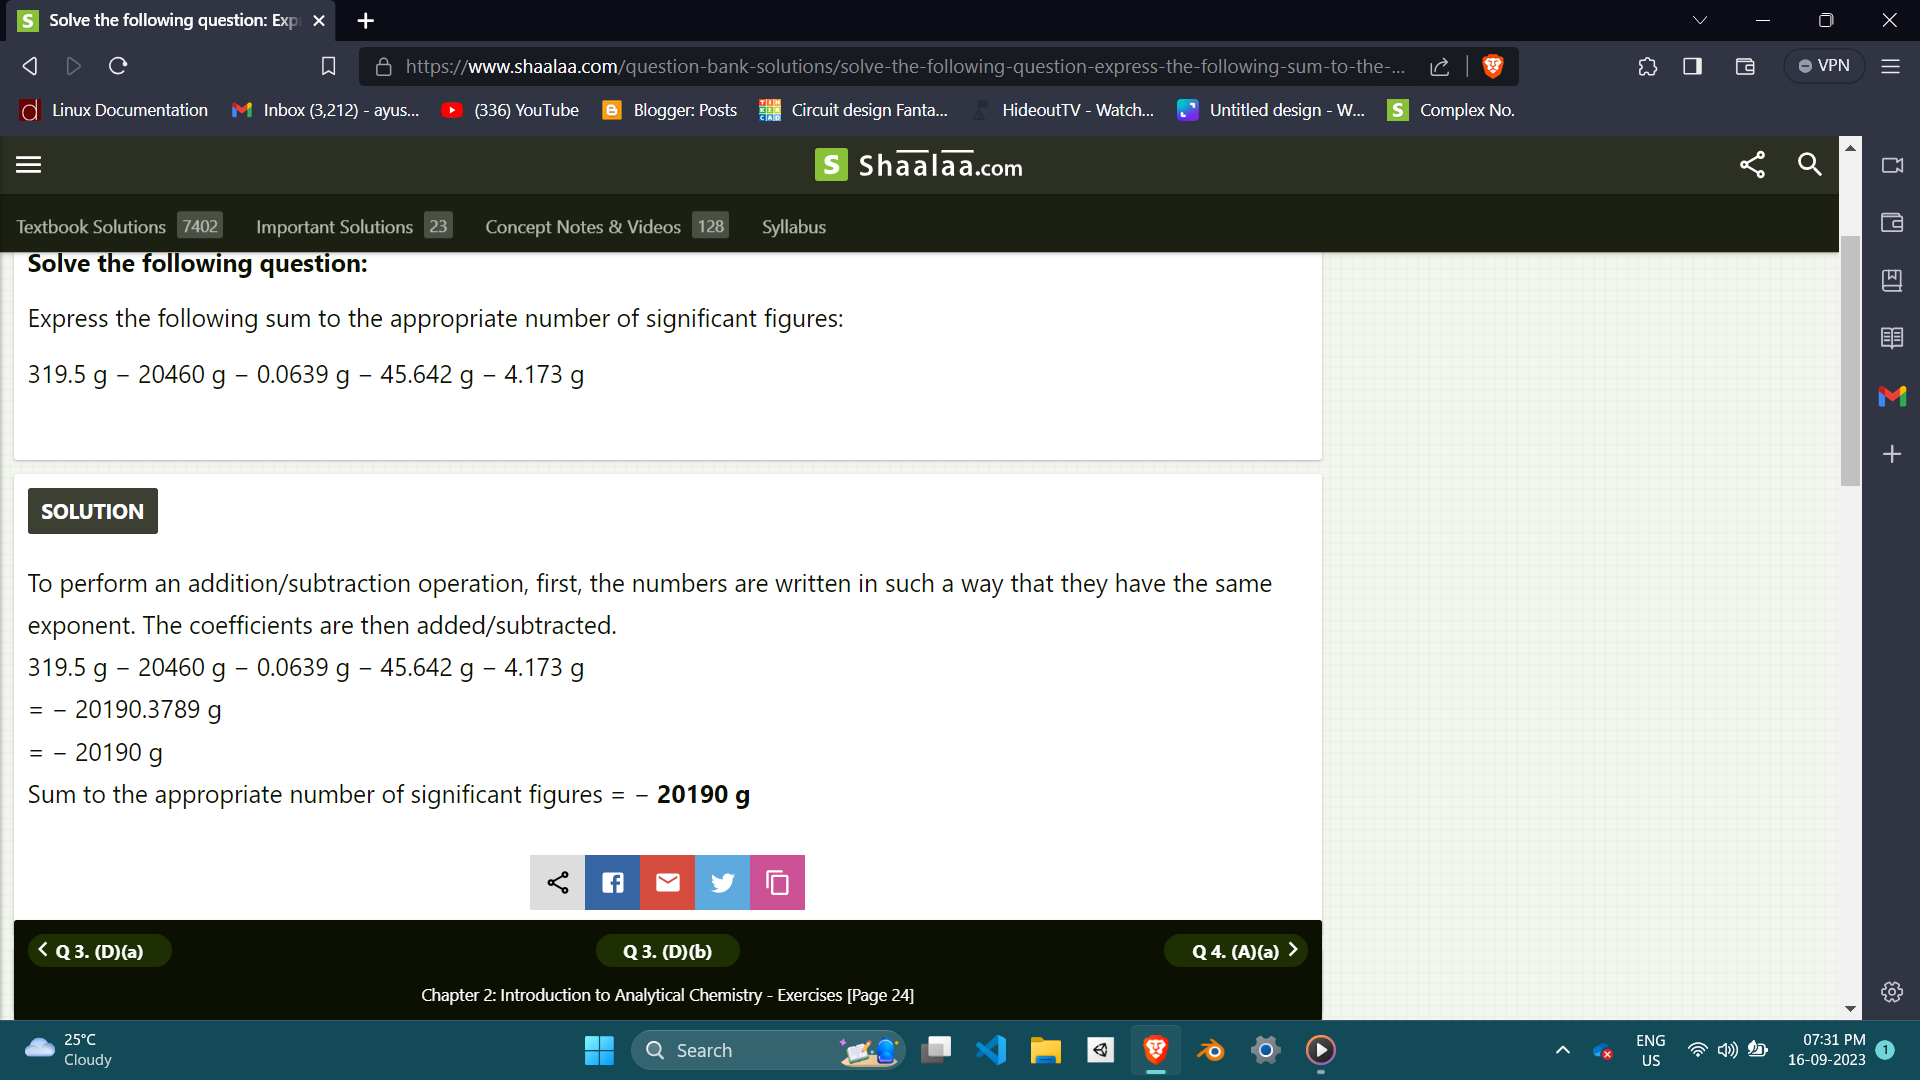 Solve the following question: Exp
https://www.shaalaa.com/question-bank-solutions/solve-the-following-question-express-the-following-sum-to-the-...
VPN
Linux Documentation
Inbox (3,212) - ayus...
(336) YouTube
Blogger: Posts
Circuit design Fanta...
HideoutTV - Watch...
Untitled design - W...
Complex No.
S Shaalaa.com
Textbook Solutions 7402
Important Solutions 23
Concept Notes & Videos 128
Syllabus
Solve the following question:
Express the following sum to the appropriate number of significant figures:
319.5 g − 20460 g − 0.0639 g − 45.642 g − 4.173 g
SOLUTION
To perform an addition/subtraction operation, first, the numbers are written in such a way that they have the same
exponent. The coefficients are then added/subtracted.
319.5 g − 20460 g − 0.0639 g − 45.642 g − 4.173 g
= − 20190.3789 g
= − 20190 g
Sum to the appropriate number of significant figures = − 20190 g
Q 3. (D)(a)
Q 3. (D)(b)
Q 4. (A)(a)
Chapter 2: Introduction to Analytical Chemistry - Exercises [Page 24]
25°C
Cloudy
Search
ENG
US
07:31 PM
16-09-2023
1